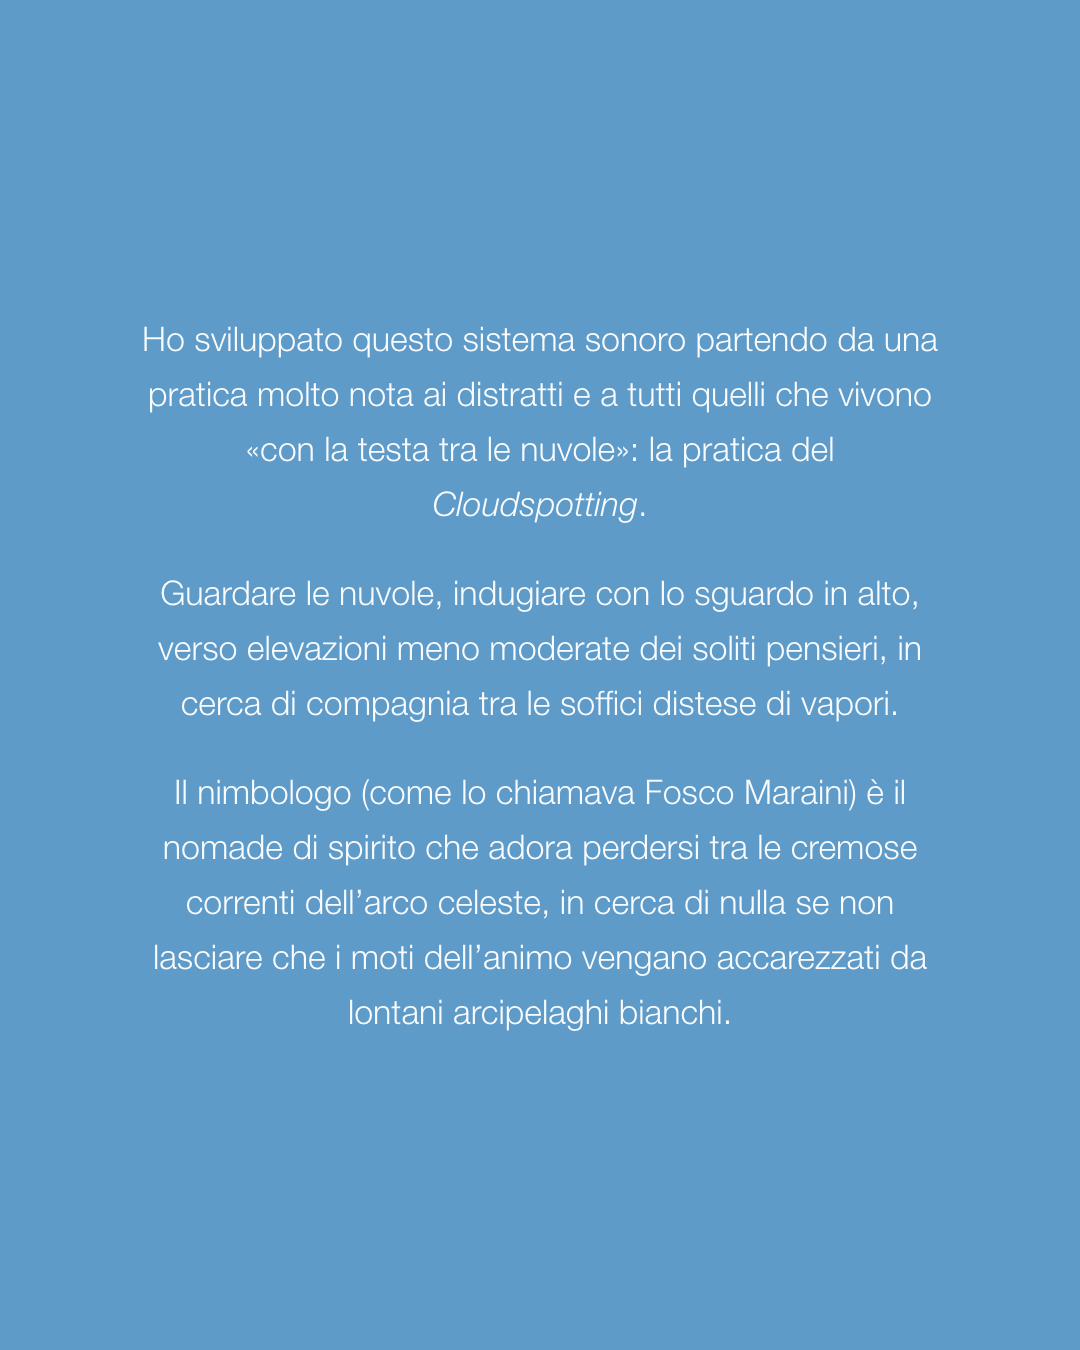 Ho sviluppato questo sistema sonoro partendo da una
pratica molto nota ai distratti e a tutti quelli che vivono
«con la testa tra le nuvole»: la pratica del
Cloudspotting.
Guardare le nuvole, indugiare con lo sguardo in alto,
verso elevazioni meno moderate dei soliti pensieri, in
cerca di compagnia tra le soffici distese di vapori.
Il nimbologo (come lo chiamava Fosco Maraini) è il
nomade di spirito che adora perdersi tra le cremose
correnti dell’arco celeste, in cerca di nulla se non
lasciare che i moti dell’animo vengano accarezzati da
lontani arcipelaghi bianchi.